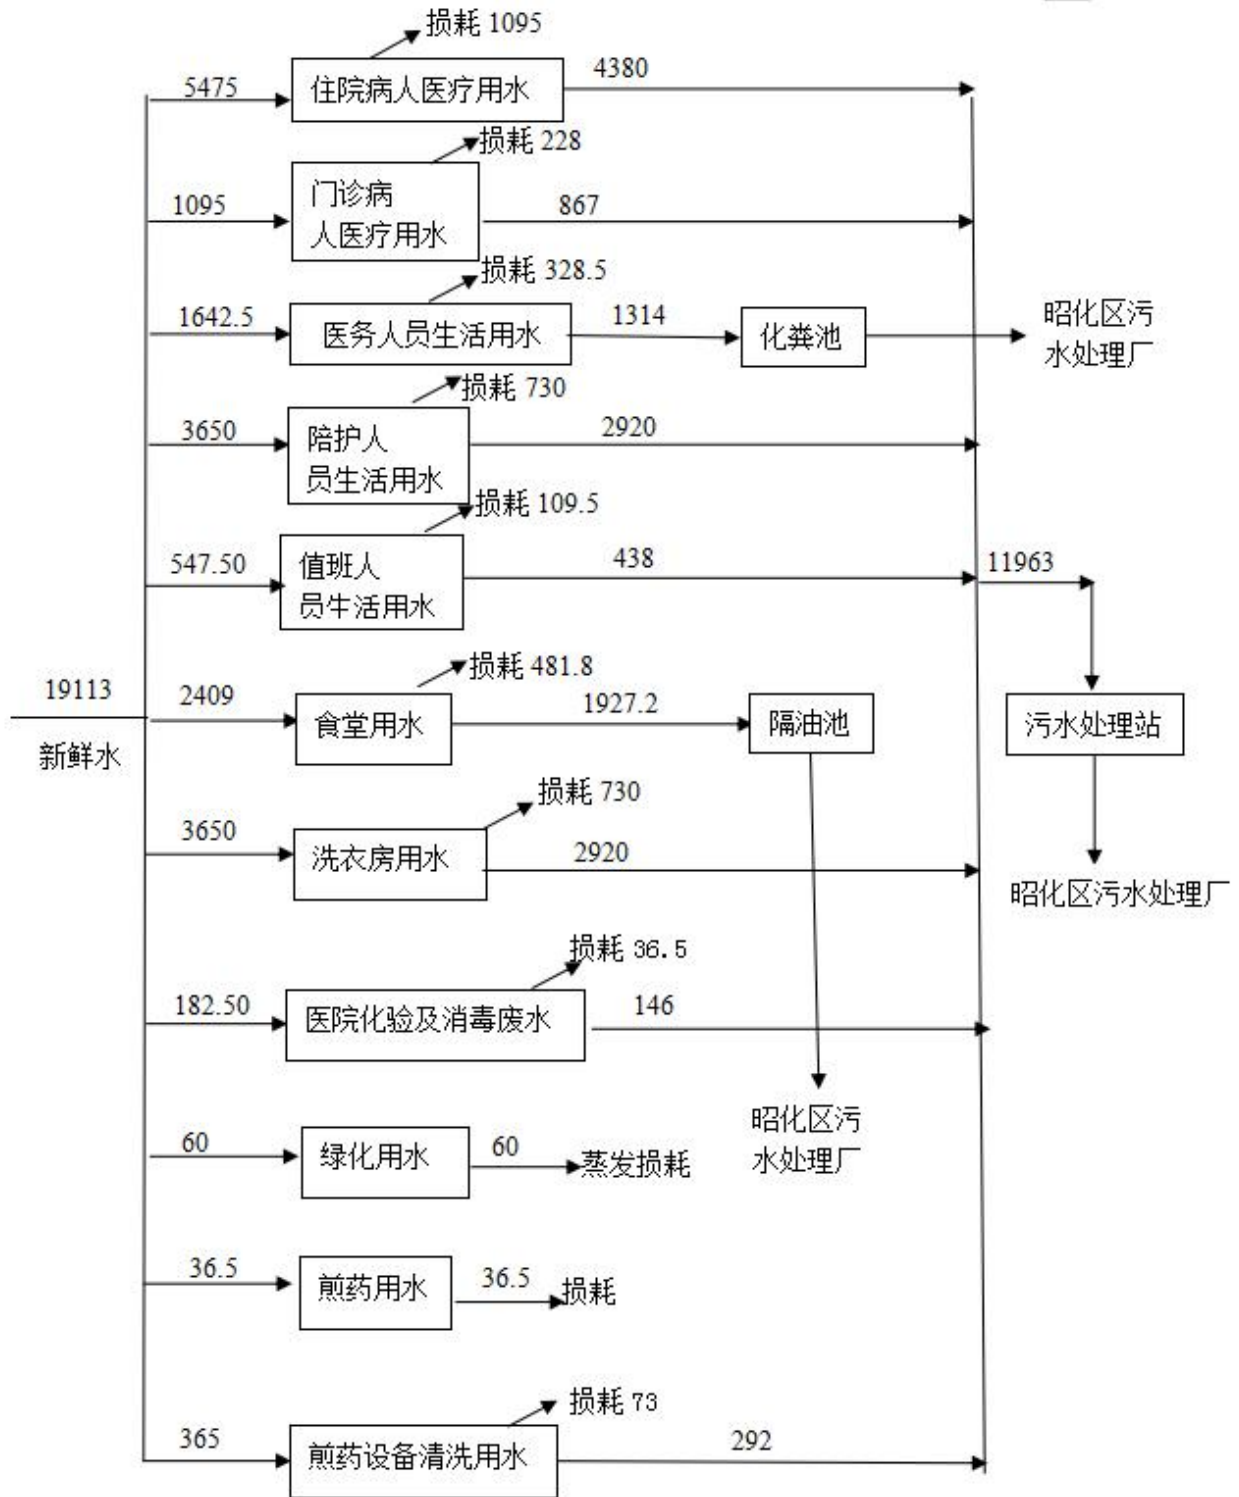 损耗 1095
5475
住院病人医疗用水
4380
损耗 228
1095
门诊病
人医疗用水
867
损耗 328.5
1642.5
医务人员生活用水
1314
化粪池
昭化区污
水处理厂
损耗 730
3650
陪护人
员生活用水
2920
损耗 109.5
547.50
值班人
员生活用水
438
11963
19113
新鲜水
损耗 481.8
2409
食堂用水
1927.2
隔油池
污水处理站
损耗 730
3650
洗衣房用水
2920
昭化区污水处理厂
损耗 36.5
182.50
医院化验及消毒废水
146
昭化区污
水处理厂
60
绿化用水
60
蒸发损耗
36.5
煎药用水
36.5
损耗
损耗 73
365
煎药设备清洗用水
292